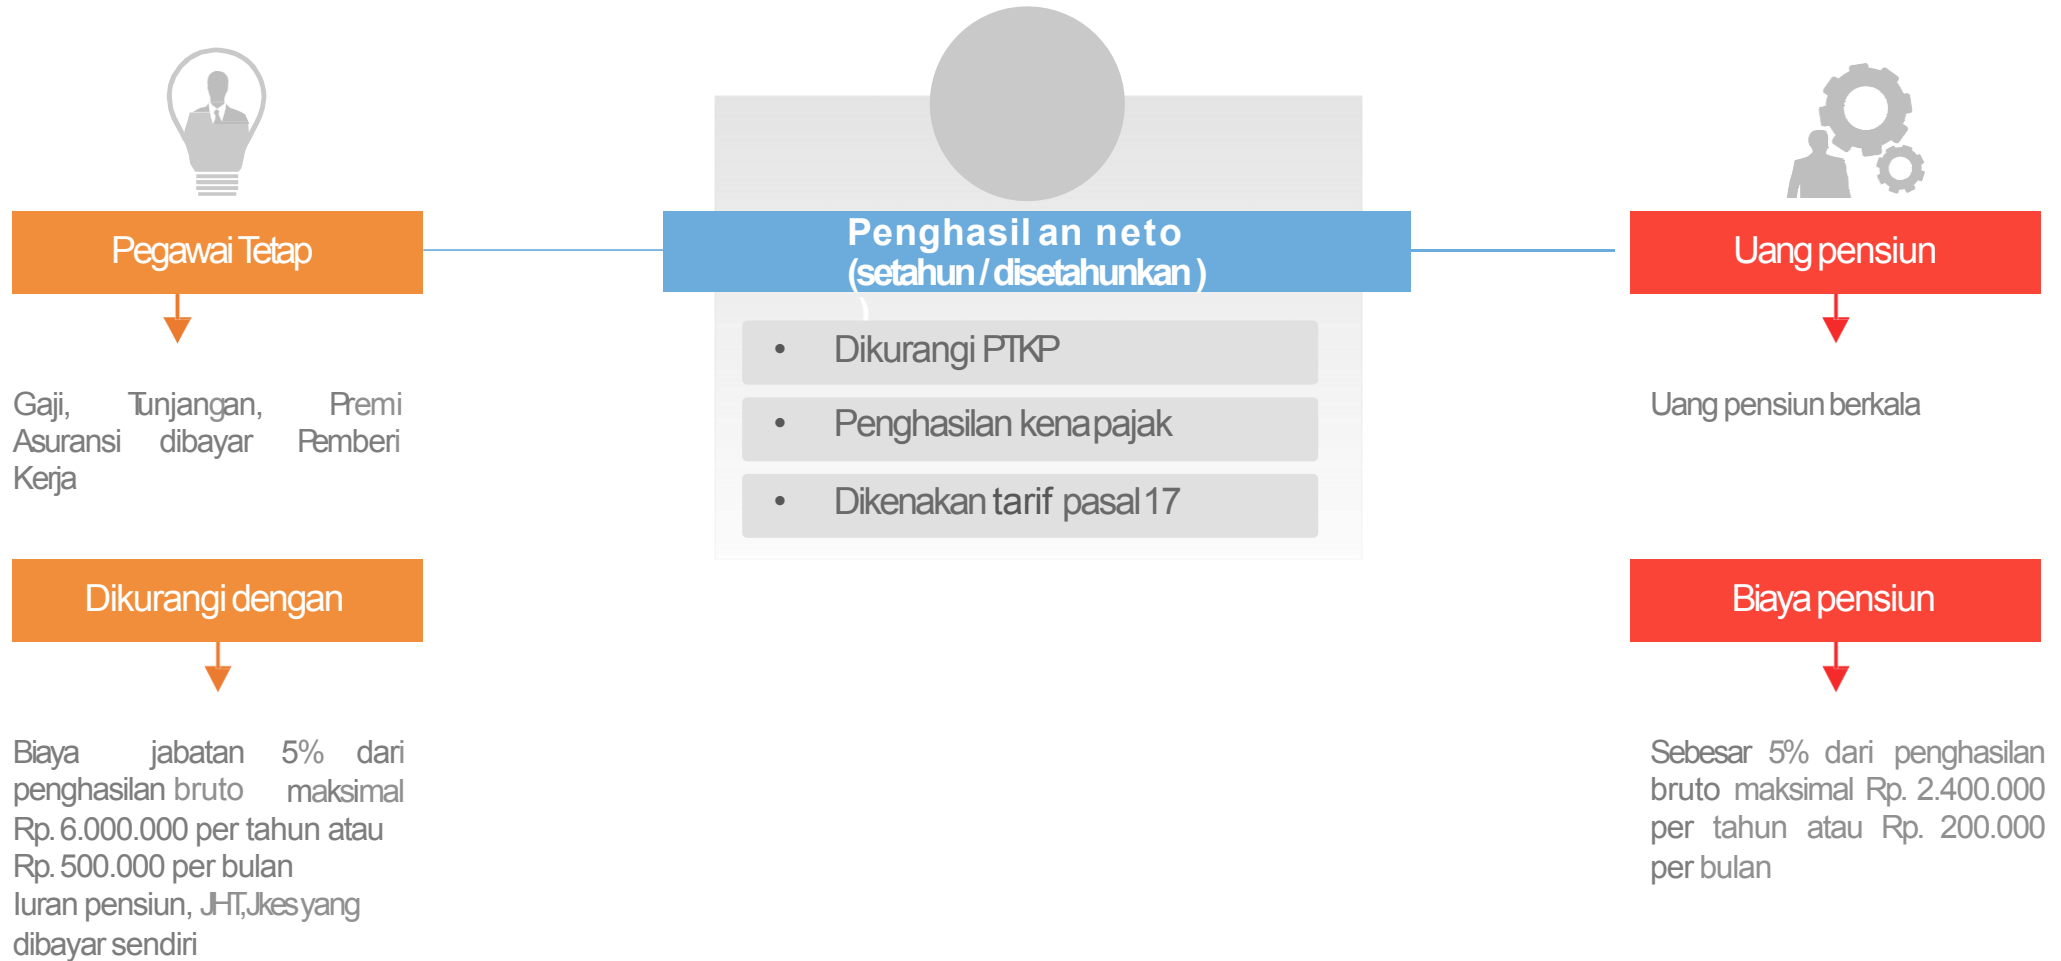 Pegawai Tetap
Gaji, Tunjangan, Premi
Asuransi dibayar Pemberi
Kerja
Dikurangi dengan
Biaya jabatan 5% dari
penghasilan bruto maksimal
Rp. 6.000.000 per tahun atau
Rp. 500.000 per bulan
Iuran pensiun, JHT,Jkes yang
dibayar sendiri
Penghasilan neto
(setahun / disetahunkan )
)
• Dikurangi PTKP
• Penghasilan kena pajak
• Dikenakan tarif pasal 17
Uang pensiun
Uang pensiun berkala
Biaya pensiun
Sebesar 5% dari penghasilan
bruto maksimal Rp. 2.400.000
per tahun atau Rp. 200.000
per bulan